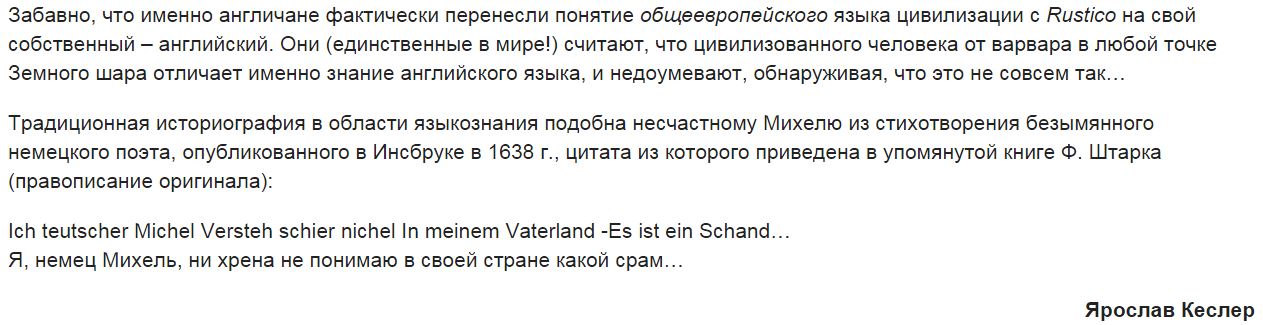 Забавно, что именно англичане фактически перенесли понятие общеевропейского языка цивилизации с Rustico на свой
собственный – английский. Они (единственные в мире!) считают, что цивилизованного человека от варвара в любой точке
Земного шара отличает именно знание английского языка, и недоумевают, обнаруживая, что это не совсем так…
Традиционная историография в области языкознания подобна несчастному Михелю из стихотворения безымянного
немецкого поэта, опубликованного в Инсбруке в 1638 г., цитата из которого приведена в упомянутой книге Ф. Штарка
(правописание оригинала):
Ich teutscher Michel Versteh schier nichel In meinem Vaterland -Es ist ein Schand…
Я, немец Михель, ни хрена не понимаю в своей стране какой срам…
Ярослав Кеслер